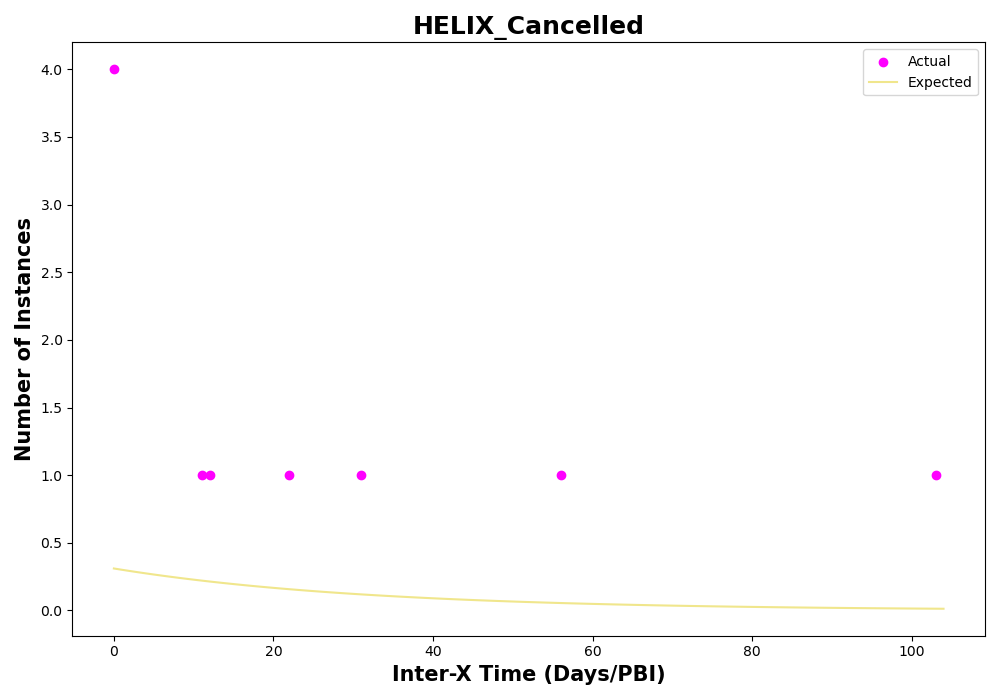 HELIX_Cancelled
Actual
Expected
4.0
3.5
3.0
2.5
2.0
1.5
1.0
0.5
0.0
Number of Instances
0 20 40 60 80 100
Inter-X Time (Days/PBI)